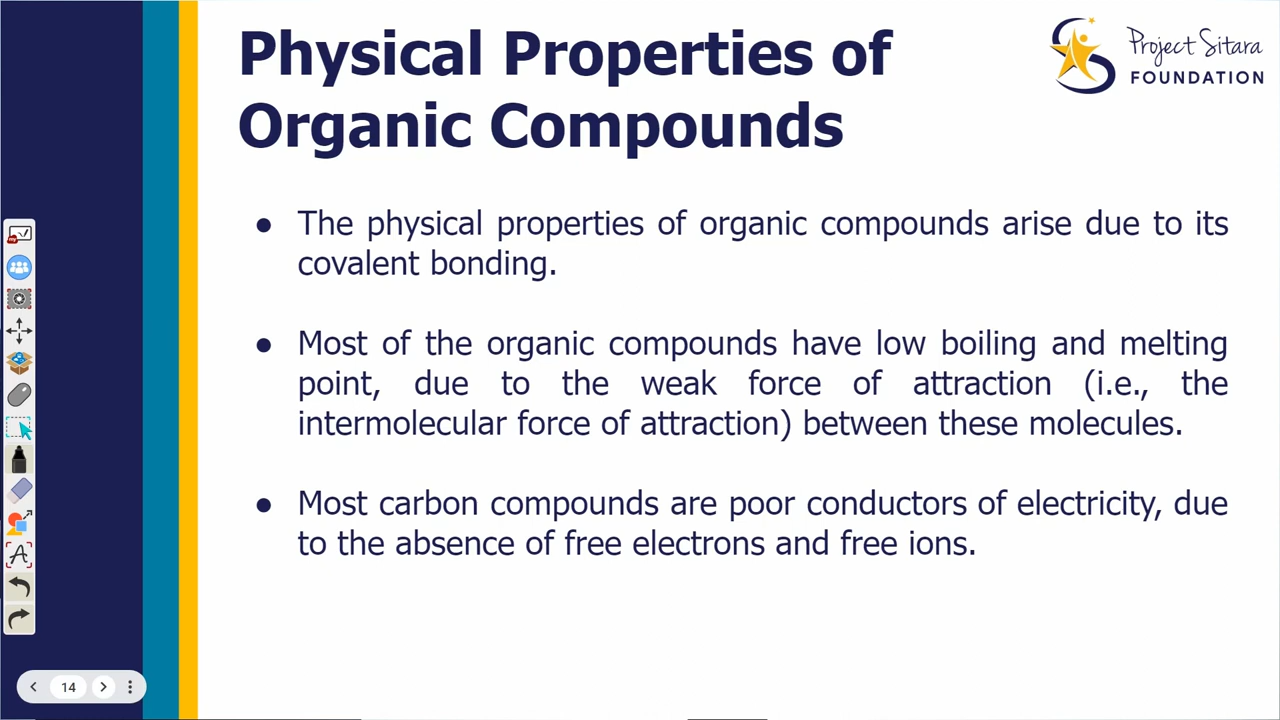 Physical Properties of
Organic Compounds
Project Sitara
FOUNDATION
● The physical properties of organic compounds arise due to its
covalent bonding.
● Most of the organic compounds have low boiling and melting
point, due to the weak force of attraction (i.e., the
intermolecular force of attraction) between these molecules.
● Most carbon compounds are poor conductors of electricity, due
to the absence of free electrons and free ions.
14